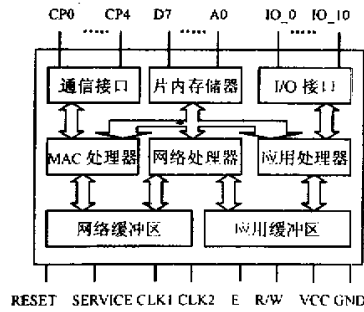 CP0 ...... CP4 D7 ...... A0 IO_0 ...... IO_10
通信接口 片内存储器 I/O 接口
MAC 处理器 网络处理器 应用处理器
网络缓冲区 应用缓冲区
RESET SERVICE CLK1 CLK2 E R/W VCC GND